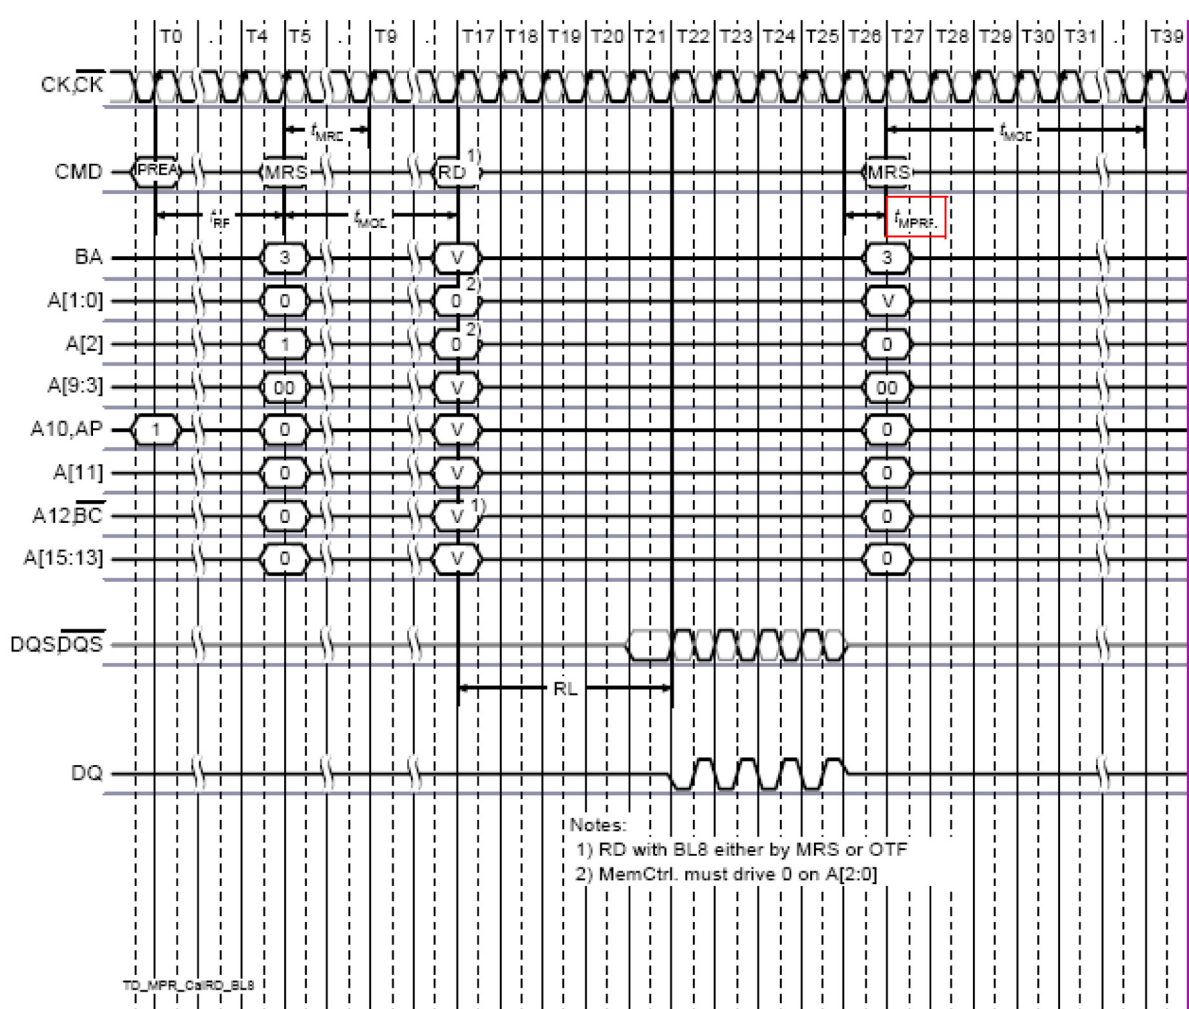 T0 . T4 T5 . T9 . T17 T18 T19 T20 T21 T22 T23 T24 T25 T26 T27 T28 T29 T30 T31 . T39
CK,CK
tMRD tMOD
CMD PREA MRS RD 1) MRS
tRP tMOD tMPRR.
BA 3 V 3
A[1:0] 0 0 2) V
A[2] 1 0 2) 0
A[9:3] 00 V 00
A10,AP 1 0 V 0
A[11] 0 V 0
A12,BC 0 V 1) 0
A[15:13] 0 V 0
DQS,DQS
RL
DQ
Notes:
1) RD with BL8 either by MRS or OTF
2) MemCtrl. must drive 0 on A[2:0]
TD_MPR_CalRD_BL8